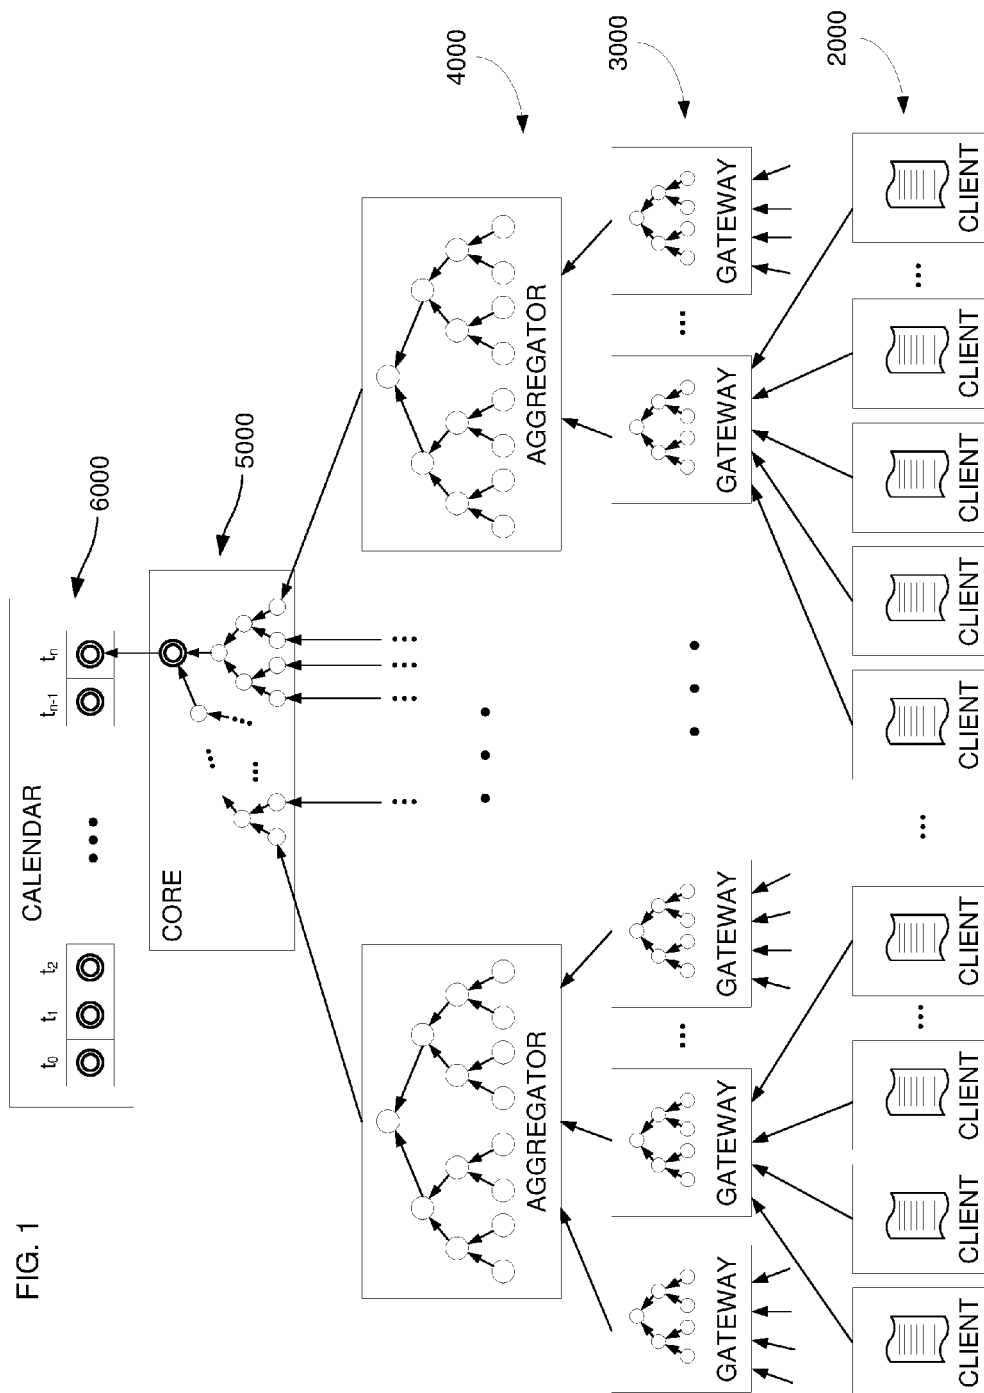 FIG. 1
CALENDAR
t0 t1 t2 ••• tn-1 tn
6000
CORE
5000
AGGREGATOR ••• AGGREGATOR
4000
GATEWAY GATEWAY ... GATEWAY ••• GATEWAY ... GATEWAY
3000
CLIENT CLIENT CLIENT ... CLIENT ... CLIENT CLIENT CLIENT CLIENT ... CLIENT
2000